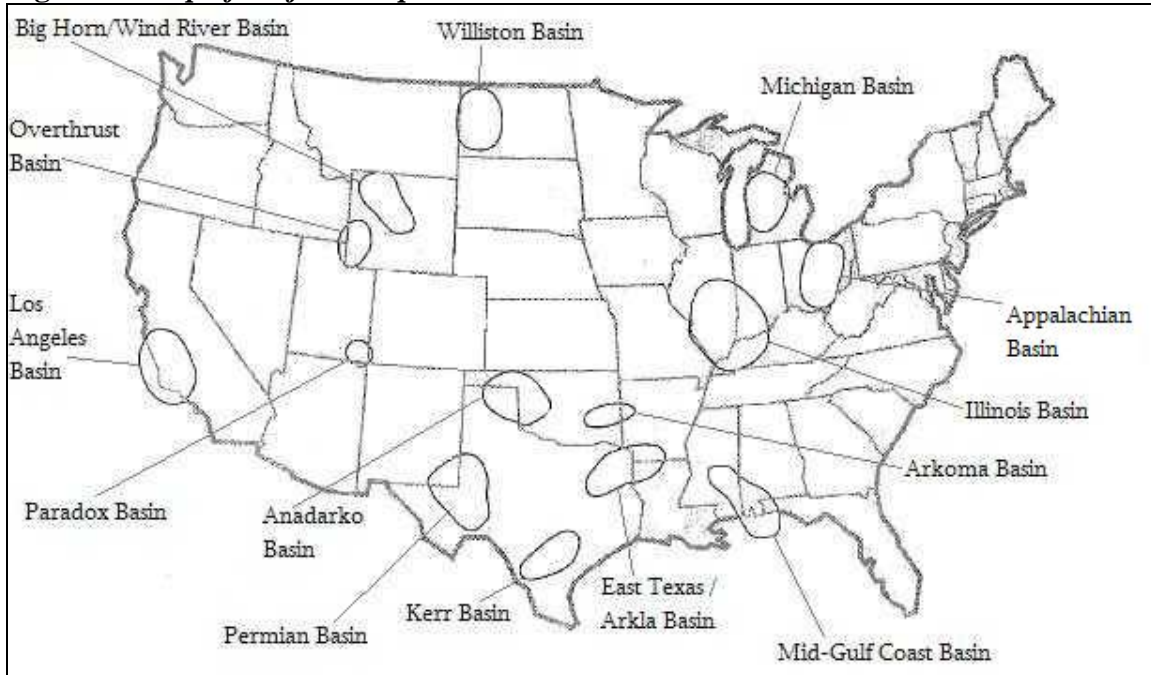 Big Horn/Wind River Basin
Williston Basin
Michigan Basin
Overthrust
Basin
Los
Angeles
Basin
Appalachian
Basin
Illinois Basin
Arkoma Basin
Paradox Basin
Anadarko
Basin
East Texas /
Arkla Basin
Kerr Basin
Permian Basin
Mid-Gulf Coast Basin